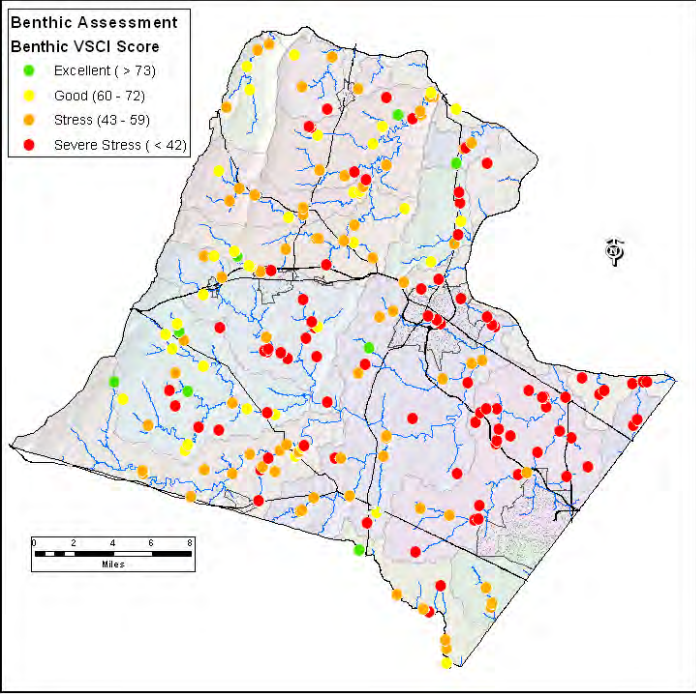 Benthic Assessment
Benthic VSCI Score
Excellent ( > 73)
Good (60 - 72)
Stress (43 - 59)
Severe Stress ( < 42)
N
0 2 4 6 8
Miles